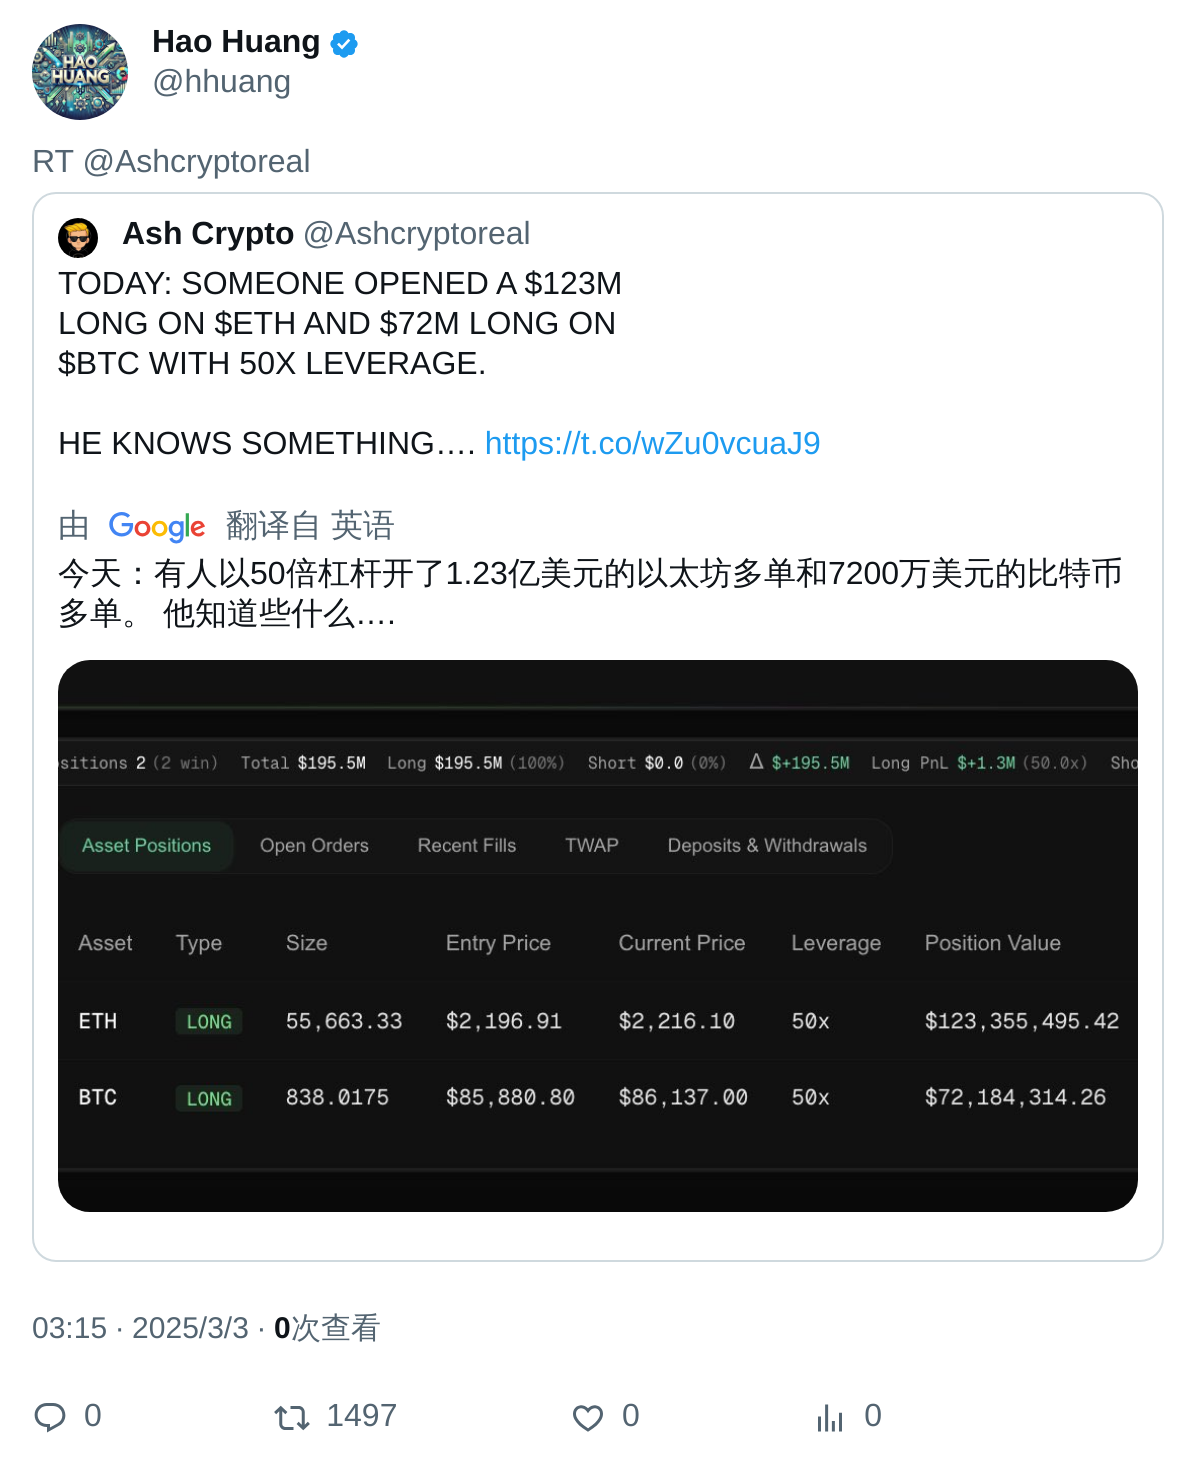 HAO
HUANG
Hao Huang
@hhuang
RT @Ashcryptoreal
Ash Crypto @Ashcryptoreal
TODAY: SOMEONE OPENED A $123M
LONG ON $ETH AND $72M LONG ON
$BTC WITH 50X LEVERAGE.
HE KNOWS SOMETHING…. https://t.co/wZu0vcuaJ9
由 Google 翻译自 英语
今天：有人以50倍杠杆开了1.23亿美元的以太坊多单和7200万美元的比特币
多单。 他知道些什么….
sitions 2 (2 win) Total $195.5M Long $195.5M (100%) Short $0.0 (0%) Δ $+195.5M Long PnL $+1.3M (50.0x) Sho
Asset Positions Open Orders Recent Fills TWAP Deposits & Withdrawals
Asset Type Size Entry Price Current Price Leverage Position Value
ETH LONG 55,663.33 $2,196.91 $2,216.10 50x $123,355,495.42
BTC LONG 838.0175 $85,880.80 $86,137.00 50x $72,184,314.26
03:15 · 2025/3/3 · 0次查看
0 1497 0 0